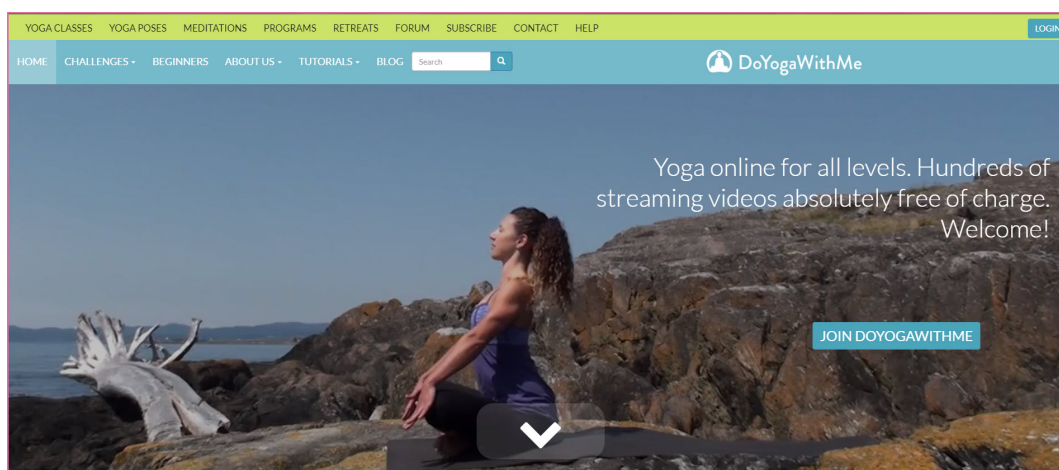 YOGA CLASSES YOGA POSES MEDITATIONS PROGRAMS RETREATS FORUM SUBSCRIBE CONTACT HELP LOGIN
HOME CHALLENGES BEGINNERS ABOUT US TUTORIALS BLOG Search DoYogaWithMe
Yoga online for all levels. Hundreds of
streaming videos absolutely free of charge.
Welcome!
JOIN DOYOGAWITHME